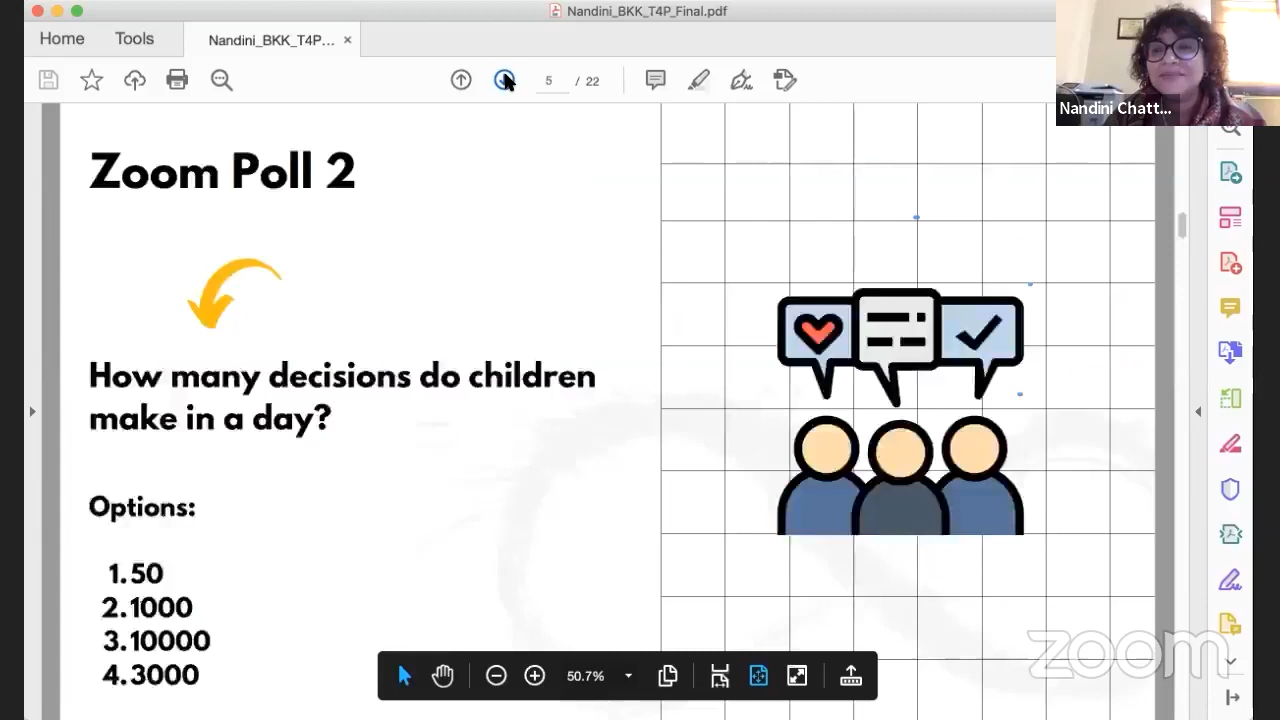 Nandini_BKK_T4P_Final.pdf
Home
Tools
Nandini_BKK_T4P...
5 / 22
Nandini Chatt...
Zoom Poll 2
How many decisions do children
make in a day?
Options:
1.50
2.1000
3.10000
4.3000
50.7%
zoom